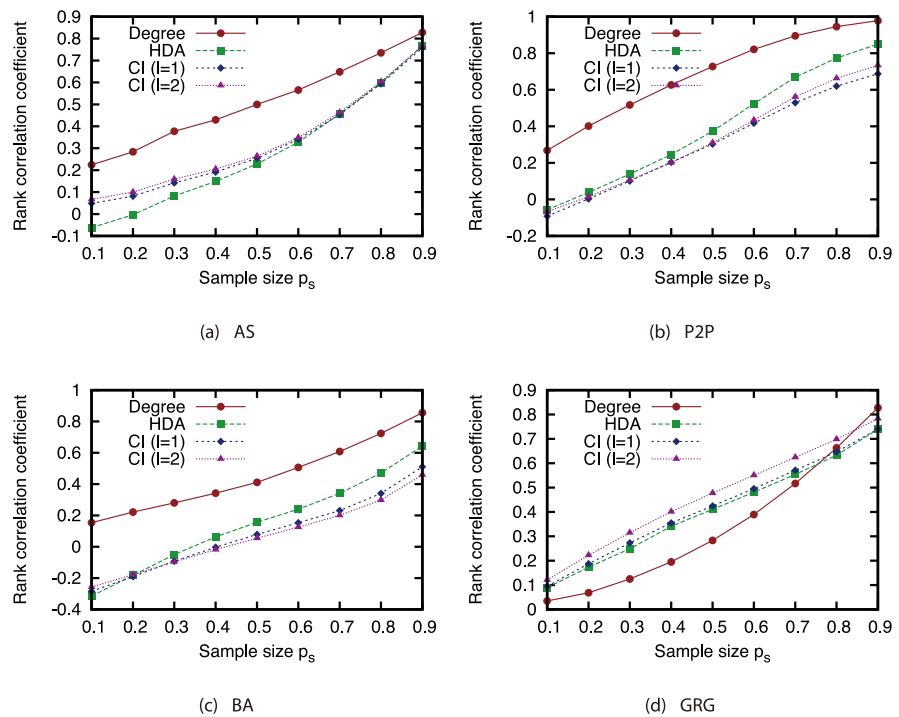 Rank correlation coefficient
0.9
0.8
0.7
0.6
0.5
0.4
0.3
0.2
0.1
0
-0.1
Degree
HDA
CI (l=1)
CI (l=2)
0.1 0.2 0.3 0.4 0.5 0.6 0.7 0.8 0.9
Sample size ps
(a) AS
Rank correlation coefficient
1
0.8
0.6
0.4
0.2
0
-0.2
Degree
HDA
CI (l=1)
CI (l=2)
0.1 0.2 0.3 0.4 0.5 0.6 0.7 0.8 0.9
Sample size ps
(b) P2P
Rank correlation coefficient
1
0.8
0.6
0.4
0.2
0
-0.2
-0.4
Degree
HDA
CI (l=1)
CI (l=2)
0.1 0.2 0.3 0.4 0.5 0.6 0.7 0.8 0.9
Sample size ps
(c) BA
Rank correlation coefficient
0.9
0.8
0.7
0.6
0.5
0.4
0.3
0.2
0.1
0
Degree
HDA
CI (l=1)
CI (l=2)
0.1 0.2 0.3 0.4 0.5 0.6 0.7 0.8 0.9
Sample size ps
(d) GRG